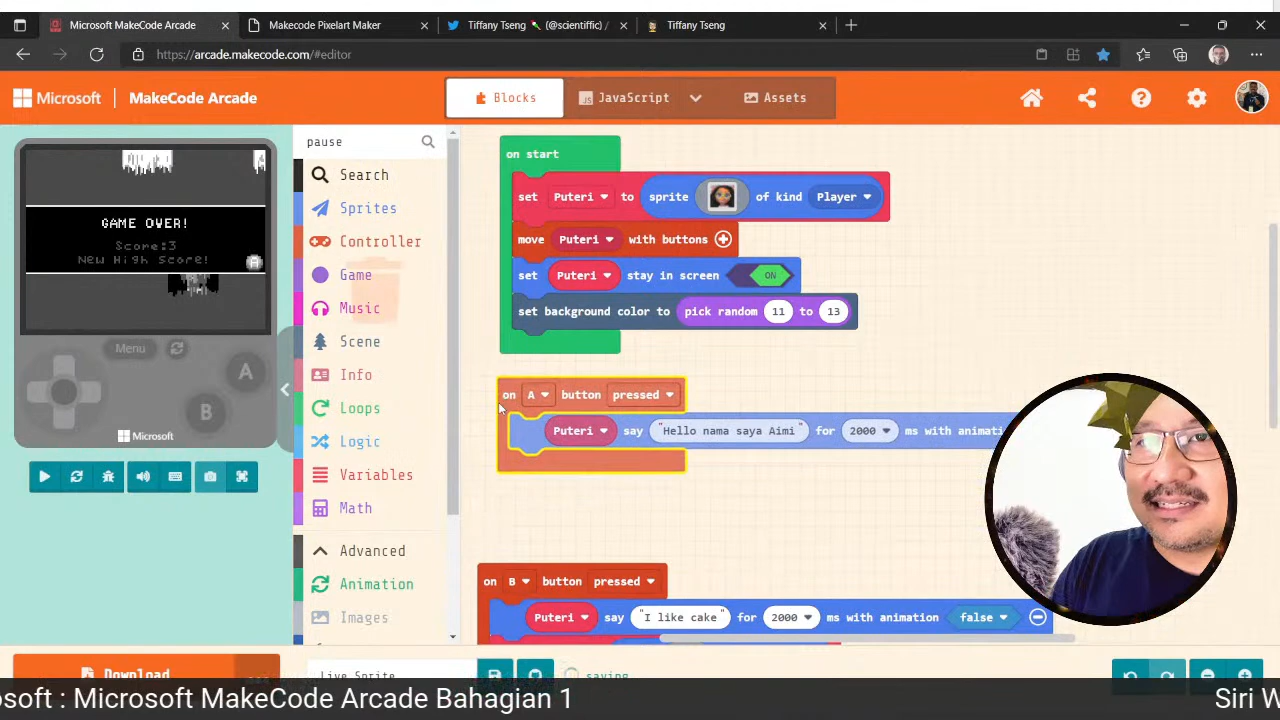 Microsoft MakeCode Arcade
Makecode Pixelart Maker
Tiffany Tseng (@scientiffic) /
Tiffany Tseng
https://arcade.makecode.com/#editor
Microsoft
MakeCode Arcade
Blocks
JavaScript
Assets
GAME OVER!
Score:3
New High Score!
A
Menu
A
B
Microsoft
pause
Search
Sprites
Controller
Game
Music
Scene
Info
Loops
Logic
Variables
Math
Advanced
Animation
Images
on start
set Puteri to sprite of kind Player
move Puteri with buttons
set Puteri stay in screen ON
set background color to pick random 11 to 13
on A button pressed
Puteri say "Hello nama saya Aimi" for 2000 ms with animati
on B button pressed
Puteri say "I like cake" for 2000 ms with animation false
Download
Live Sprite
saving
osoft : Microsoft MakeCode Arcade Bahagian 1
Siri W